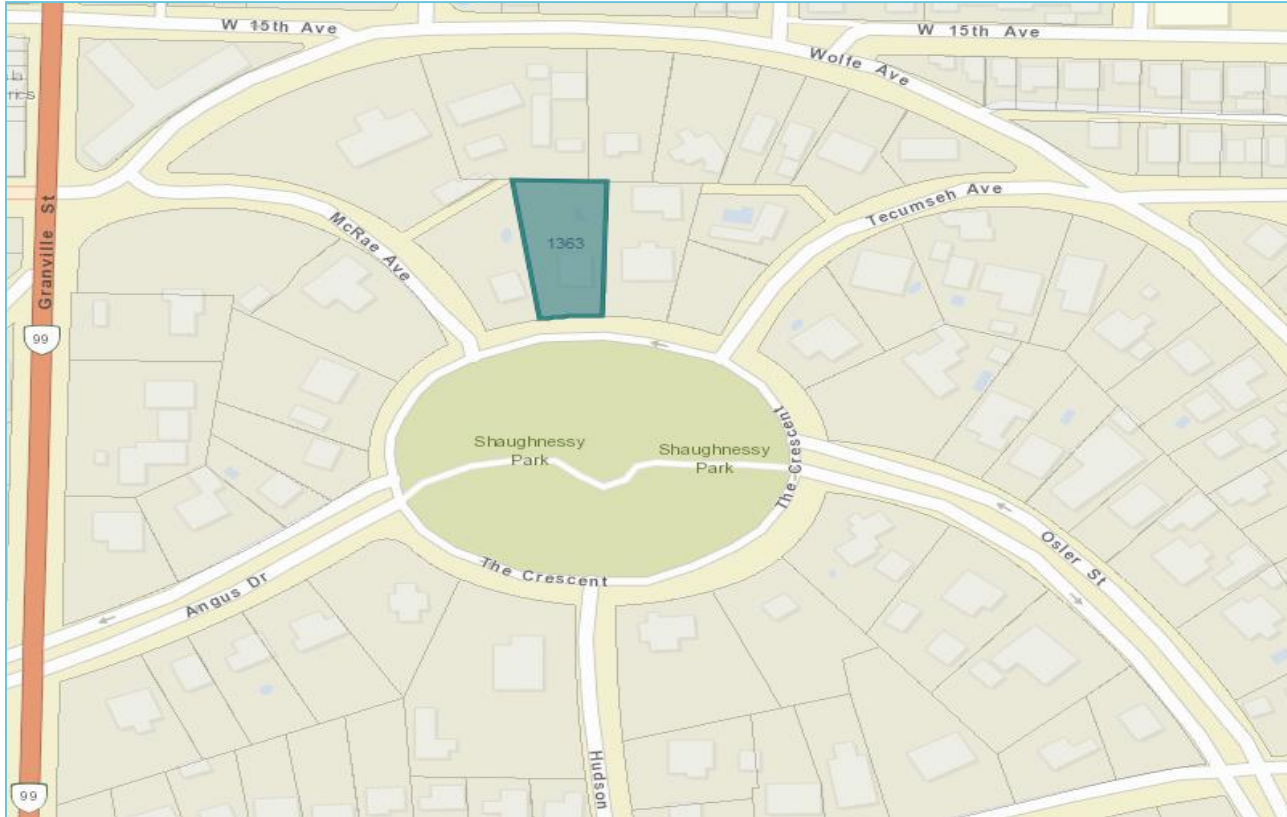 W 15th Ave
W 15th Ave
Wolfe Ave
Granville St
McRae Ave
1363
Tecumseh Ave
99
Shaughnessy
Park
Shaughnessy
Park
The Crescent
Osler St
The Crescent
Angus Dr
Hudson
99